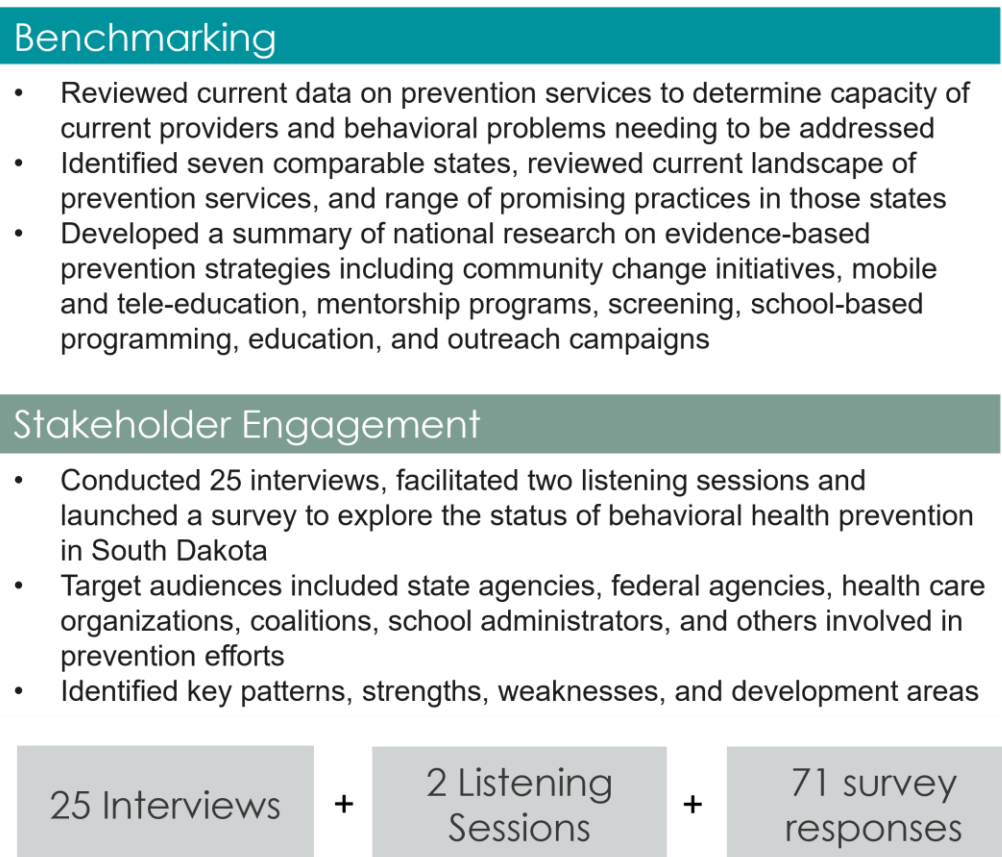 Benchmarking
• Reviewed current data on prevention services to determine capacity of
current providers and behavioral problems needing to be addressed
• Identified seven comparable states, reviewed current landscape of
prevention services, and range of promising practices in those states
• Developed a summary of national research on evidence-based
prevention strategies including community change initiatives, mobile
and tele-education, mentorship programs, screening, school-based
programming, education, and outreach campaigns
Stakeholder Engagement
• Conducted 25 interviews, facilitated two listening sessions and
launched a survey to explore the status of behavioral health prevention
in South Dakota
• Target audiences included state agencies, federal agencies, health care
organizations, coalitions, school administrators, and others involved in
prevention efforts
• Identified key patterns, strengths, weaknesses, and development areas
25 Interviews + 2 Listening + 71 survey
Sessions responses